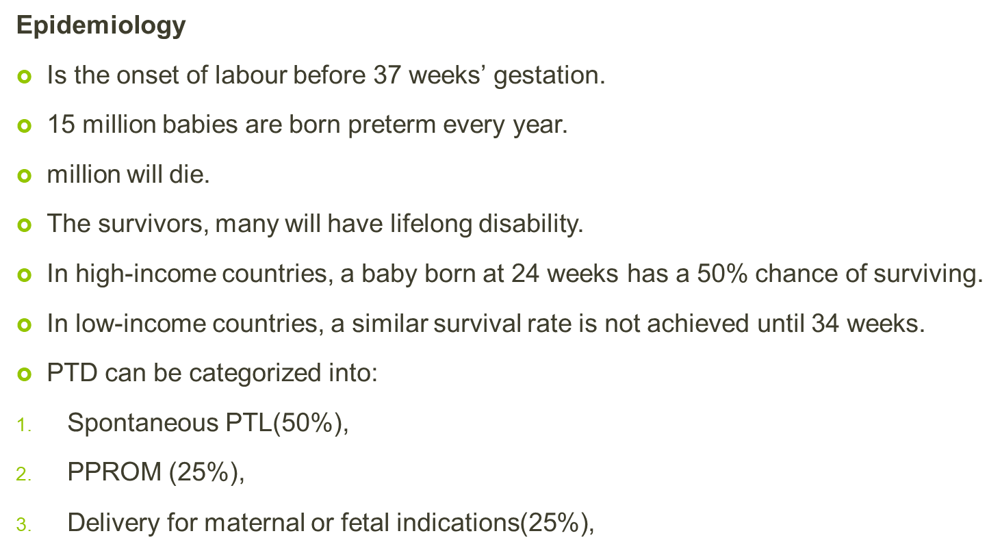 Epidemiology
Is the onset of labour before 37 weeks’ gestation.
15 million babies are born preterm every year.
million will die.
The survivors, many will have lifelong disability.
In high-income countries, a baby born at 24 weeks has a 50% chance of surviving.
In low-income countries, a similar survival rate is not achieved until 34 weeks.
PTD can be categorized into:
1. Spontaneous PTL(50%),
2. PPROM (25%),
3. Delivery for maternal or fetal indications(25%),